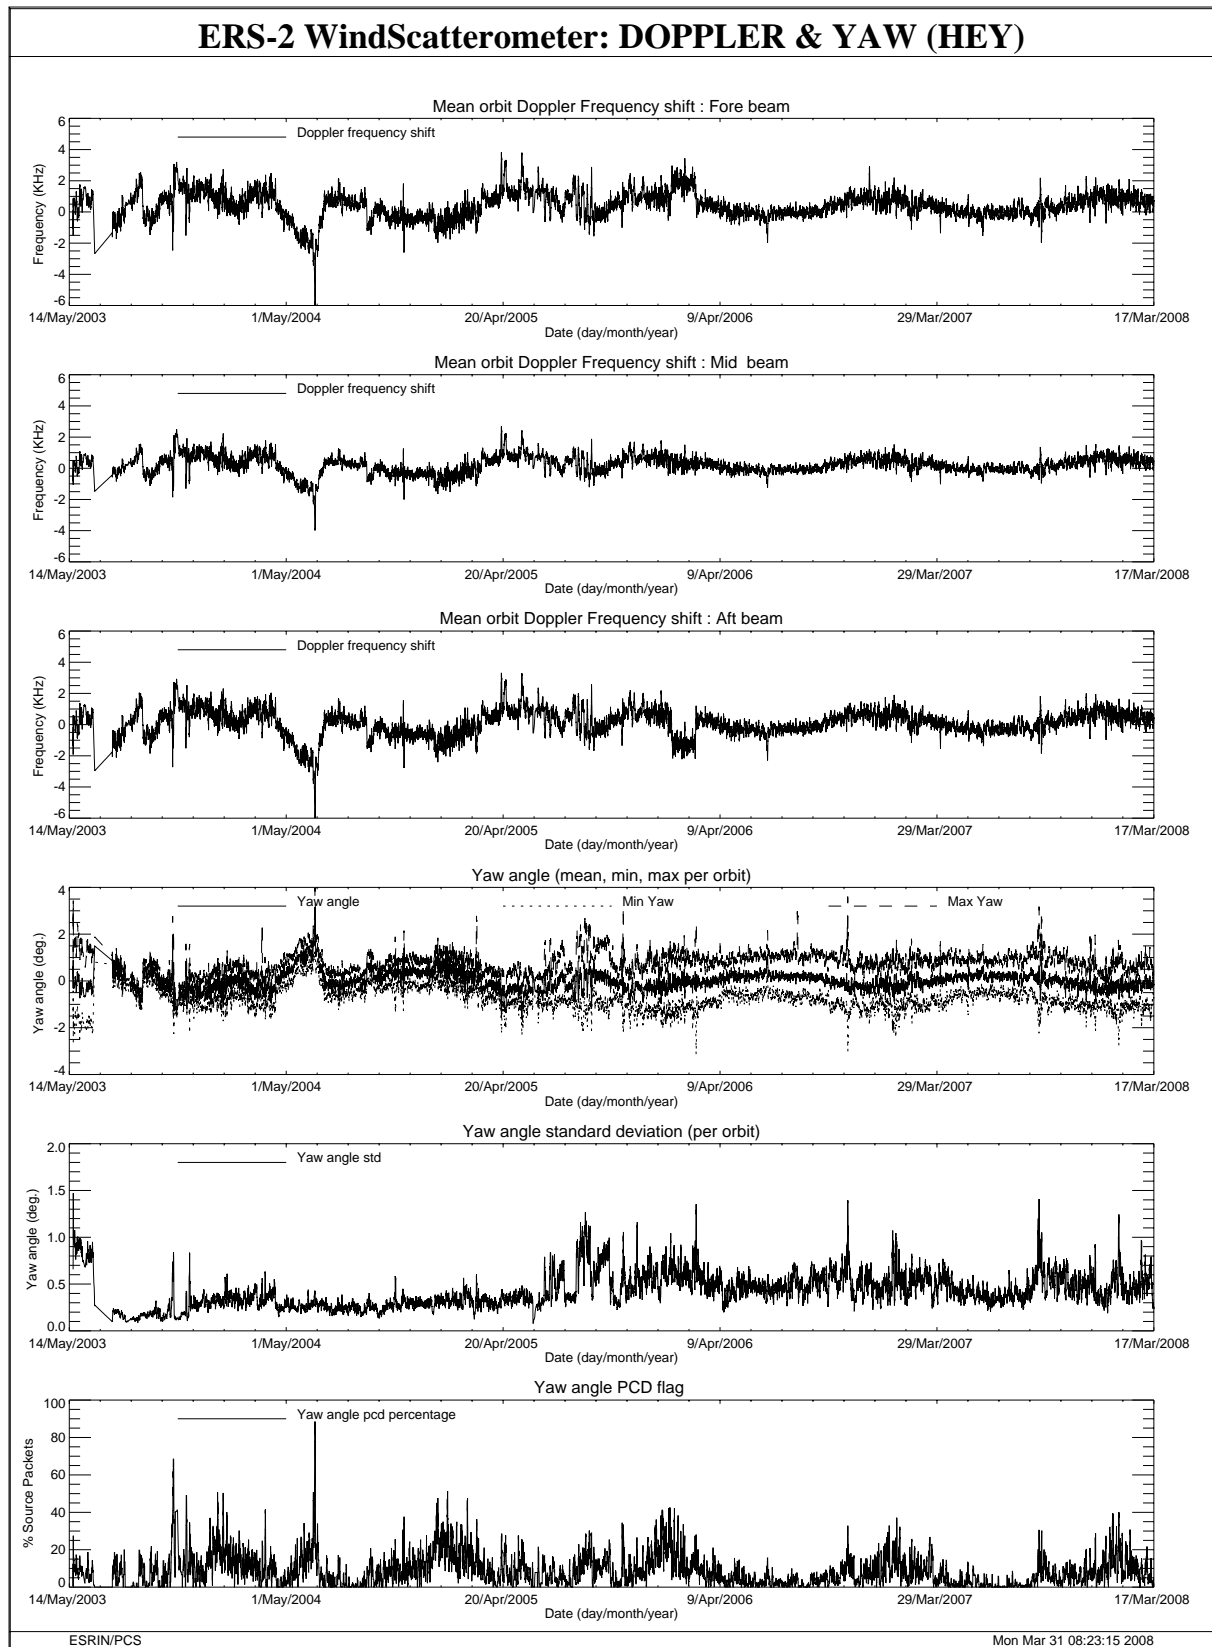 ERS-2 WindScatterometer: DOPPLER & YAW (HEY)
Mean orbit Doppler Frequency shift : Fore beam
Doppler frequency shift
Frequency (KHz)
6
4
2
0
-2
-4
-6
14/May/2003 1/May/2004 20/Apr/2005 9/Apr/2006 29/Mar/2007 17/Mar/2008
Date (day/month/year)
Mean orbit Doppler Frequency shift : Mid beam
Doppler frequency shift
Frequency (KHz)
6
4
2
0
-2
-4
-6
14/May/2003 1/May/2004 20/Apr/2005 9/Apr/2006 29/Mar/2007 17/Mar/2008
Date (day/month/year)
Mean orbit Doppler Frequency shift : Aft beam
Doppler frequency shift
Frequency (KHz)
6
4
2
0
-2
-4
-6
14/May/2003 1/May/2004 20/Apr/2005 9/Apr/2006 29/Mar/2007 17/Mar/2008
Date (day/month/year)
Yaw angle (mean, min, max per orbit)
Yaw angle Min Yaw Max Yaw
Yaw angle (deg.)
4
2
0
-2
-4
14/May/2003 1/May/2004 20/Apr/2005 9/Apr/2006 29/Mar/2007 17/Mar/2008
Date (day/month/year)
Yaw angle standard deviation (per orbit)
Yaw angle std
Yaw angle (deg.)
2.0
1.5
1.0
0.5
0.0
14/May/2003 1/May/2004 20/Apr/2005 9/Apr/2006 29/Mar/2007 17/Mar/2008
Date (day/month/year)
Yaw angle PCD flag
Yaw angle pcd percentage
% Source Packets
100
80
60
40
20
0
14/May/2003 1/May/2004 20/Apr/2005 9/Apr/2006 29/Mar/2007 17/Mar/2008
Date (day/month/year)
ESRIN/PCS Mon Mar 31 08:23:15 2008